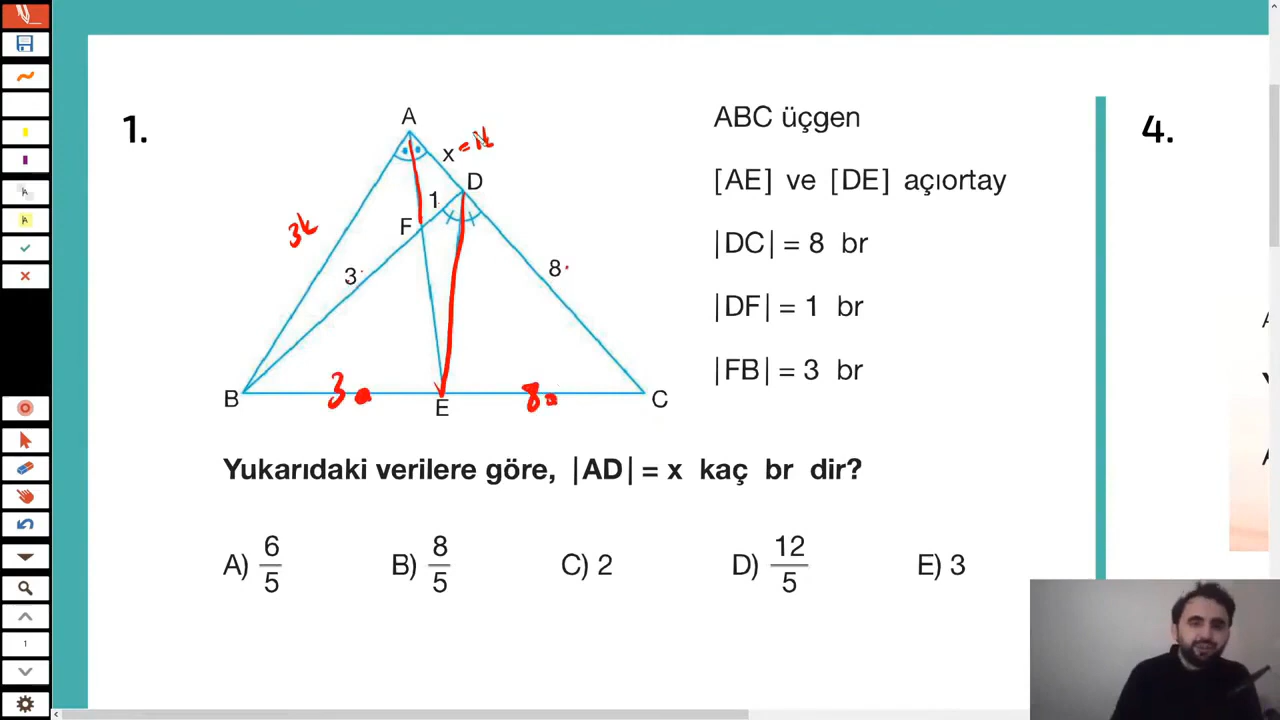 1.
A
x = 1k
D
1
F
3k
3
8
B
3a
E
8a
C
ABC üçgen
[AE] ve [DE] açıortay
|DC| = 8 br
|DF| = 1 br
|FB| = 3 br
Yukarıdaki verilere göre, |AD| = x kaç br dir?
A) 6/5 B) 8/5 C) 2 D) 12/5 E) 3
4.
1